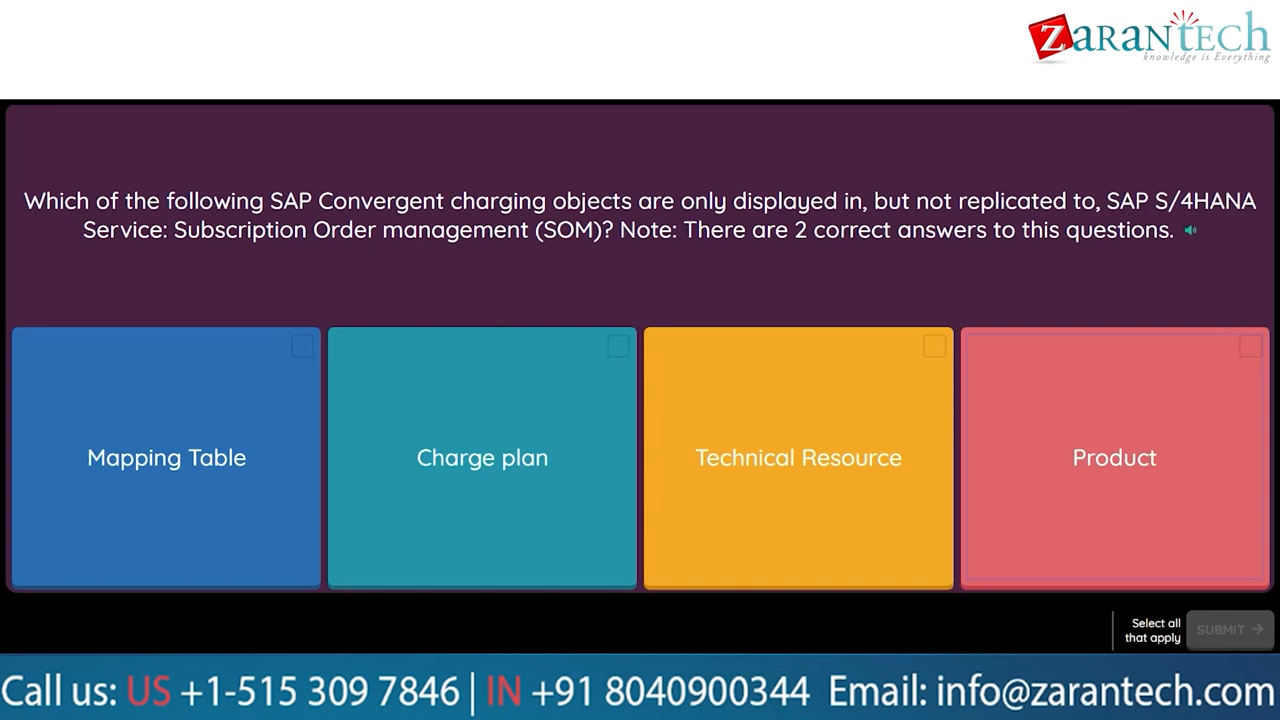 ZARANTECH
knowledge is Everything
Which of the following SAP Convergent charging objects are only displayed in, but not replicated to, SAP S/4HANA
Service: Subscription Order management (SOM)? Note: There are 2 correct answers to this questions.
Mapping Table
Charge plan
Technical Resource
Product
Select all
that apply
SUBMIT →
Call us: US +1-515 309 7846 | IN +91 8040900344 Email: info@zarantech.com